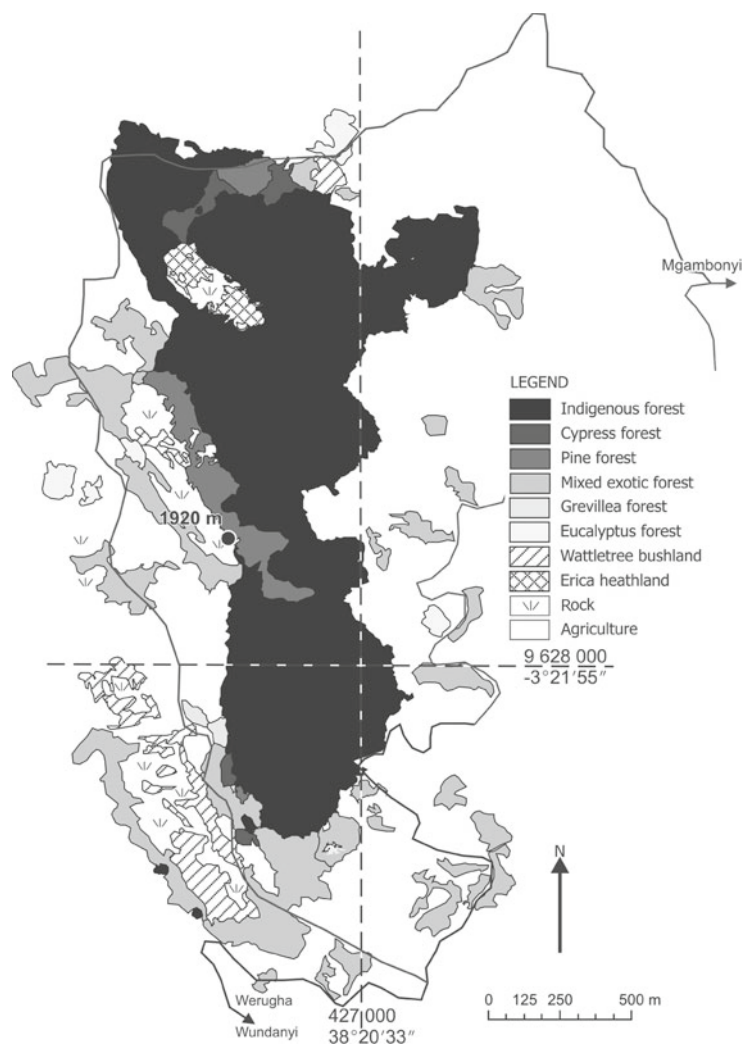 Mgambonyi
LEGEND
Indigenous forest
Cypress forest
Pine forest
Mixed exotic forest
Grevillea forest
Eucalyptus forest
Wattletree bushland
Erica heathland
Rock
Agriculture
1920 m
9 628 000
-3°21′55″
N
Werugha
Wundanyi
427 000
38°20′33″
0 125 250 500 m